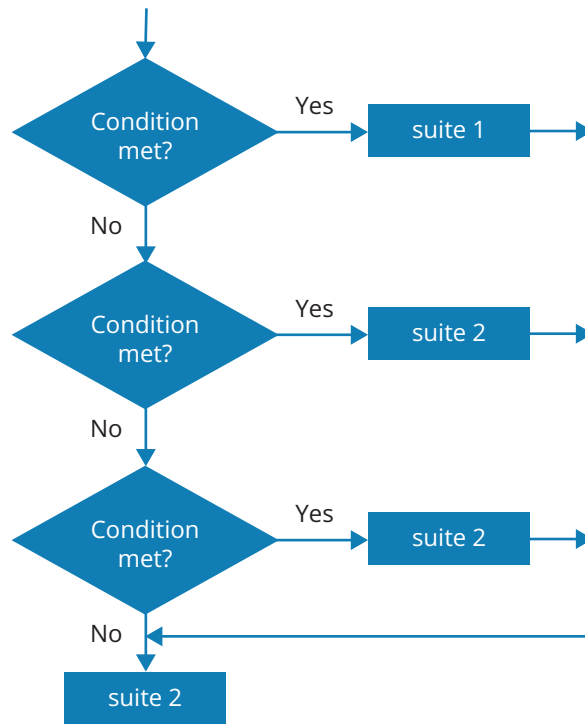 Condition
met?
Yes
suite 1
No
Condition
met?
Yes
suite 2
No
Condition
met?
Yes
suite 2
No
suite 2